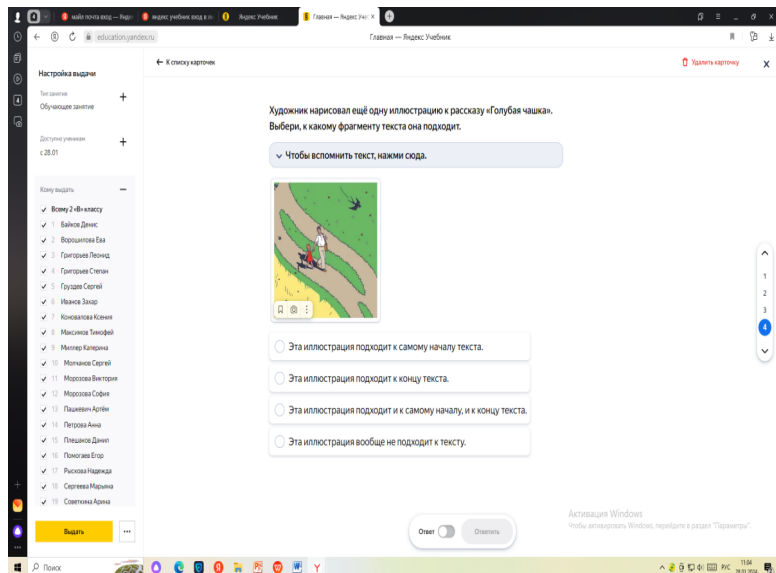 4
майл почта вход — Яндекс
яндекс учебник вход в
Яндекс Учебник
Главная — Яндекс Уче
education.yandex.ru
Главная — Яндекс Учебник
К списку карточек
Удалить карточку
Настройка выдачи
Тип занятия
Обучающее занятие
Доступно ученикам
с 28.01
Кому выдать
Всему 2 «В» классу
1 Байков Денис
2 Ворошилова Ева
3 Григорьев Леонид
4 Григорьев Степан
5 Груздев Сергей
6 Иванов Захар
7 Коновалова Ксения
8 Максимов Тимофей
9 Миллер Катерина
10 Молчанов Сергей
11 Морозова Виктория
12 Морозова София
13 Пашкевич Артём
14 Петрова Анна
15 Плешаков Данил
16 Помогаев Егор
17 Рыскова Надежда
18 Сергеева Марьяна
19 Советкина Арина
Выдать
Художник нарисовал ещё одну иллюстрацию к рассказу «Голубая чашка».
Выбери, к какому фрагменту текста она подходит.
Чтобы вспомнить текст, нажми сюда.
Эта иллюстрация подходит к самому началу текста.
Эта иллюстрация подходит к концу текста.
Эта иллюстрация подходит и к самому началу, и к концу текста.
Эта иллюстрация вообще не подходит к тексту.
1
2
3
4
Ответ
Ответить
Активация Windows
Чтобы активировать Windows, перейдите в раздел "Параметры".
Поиск
РУС
11:04
28.01.2024